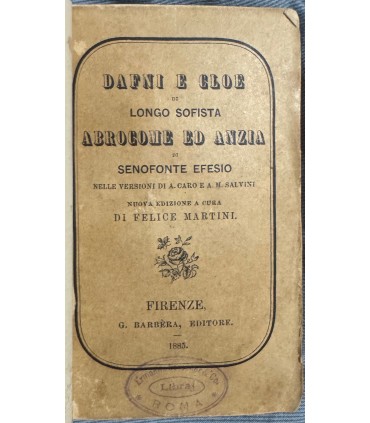 DAFNI E CLOE
DI
LONGO SOFISTA
ABROCOME ED ANZIA
DI
SENOFONTE EFESIO
NELLE VERSIONI DI A. CARO E A. M. SALVINI
NUOVA EDIZIONE A CURA
DI FELICE MARTINI.
FIRENZE,
G. BARBÈRA, EDITORE.
1885.
Librai
ROMA